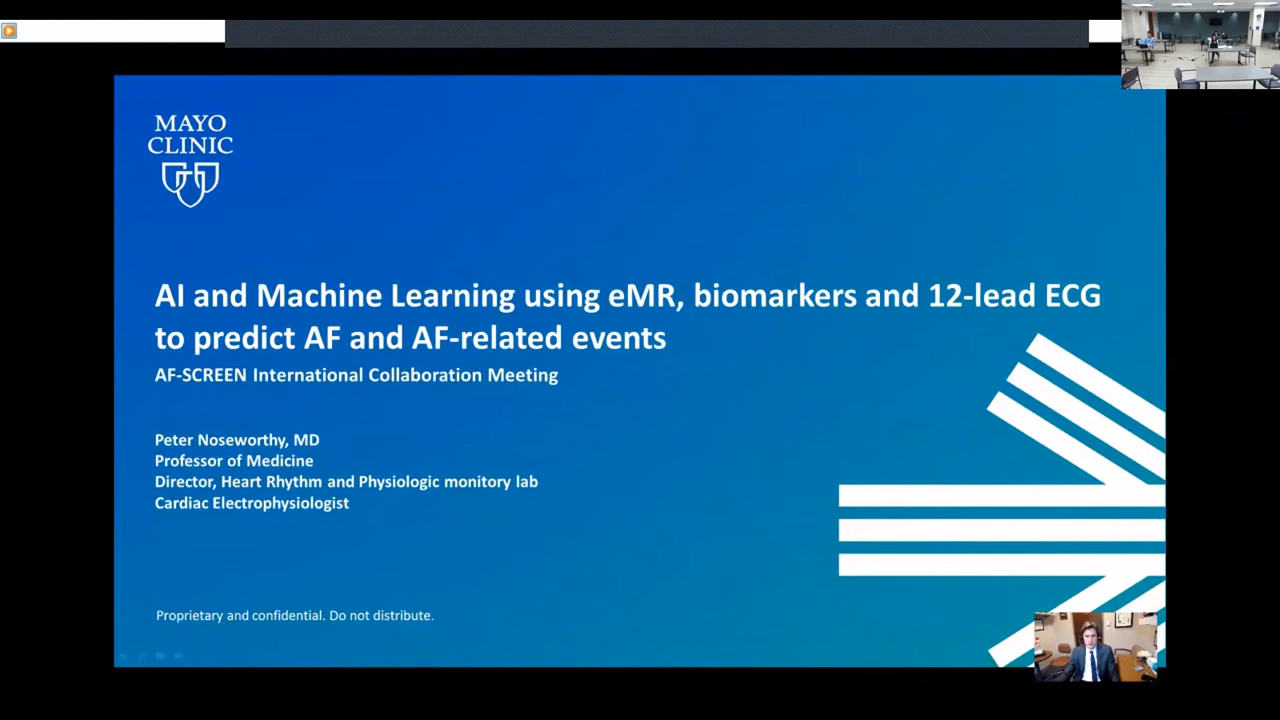 MAYO
CLINIC
AI and Machine Learning using eMR, biomarkers and 12-lead ECG
to predict AF and AF-related events
AF-SCREEN International Collaboration Meeting
Peter Noseworthy, MD
Professor of Medicine
Director, Heart Rhythm and Physiologic monitory lab
Cardiac Electrophysiologist
Proprietary and confidential. Do not distribute.